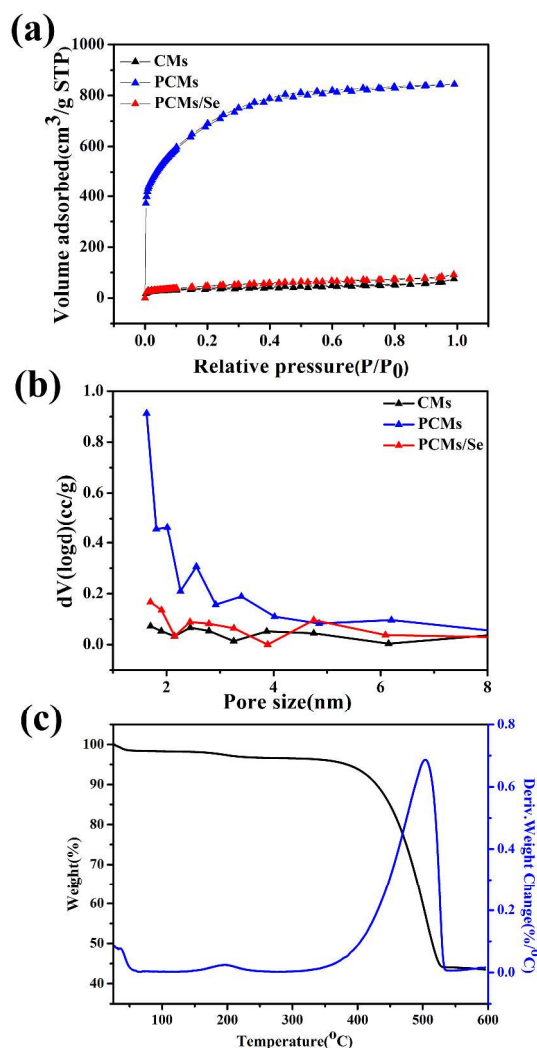 (a)
1000
800
600
400
200
0
Volume adsorbed(cm³/g STP)
CMs
PCMs
PCMs/Se
0.0 0.2 0.4 0.6 0.8 1.0
Relative pressure(P/P₀)
(b)
1.0
0.8
0.6
0.4
0.2
0.0
dV(logd)(cc/g)
CMs
PCMs
PCMs/Se
2 4 6 8
Pore size(nm)
(c)
100
90
80
70
60
50
40
Weight(%)
0.8
0.6
0.4
0.2
0.0
Deriv.Weight Change(%/⁰C)
100 200 300 400 500 600
Temperature(⁰C)